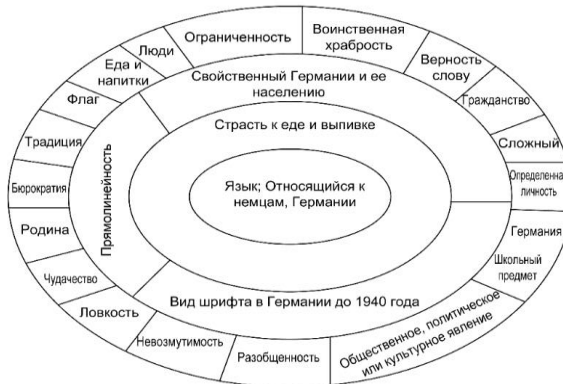 Ограниченность
Воинственная
храбрость
Верность
слову
Гражданство
Сложный
Определенна
личность
Германия
Школьный
предмет
Общественное, политическое
или культурное явление
Разобщенность
Невозмутимость
Ловкость
Чудачество
Родина
Бюрократия
Традиция
Флаг
Еда и
напитки
Люди
Свойственный Германии и ее
населению
Прямолинейность
Вид шрифта в Германии до 1940 года
Страсть к еде и выпивке
Язык; Относящийся к
немцам, Германии